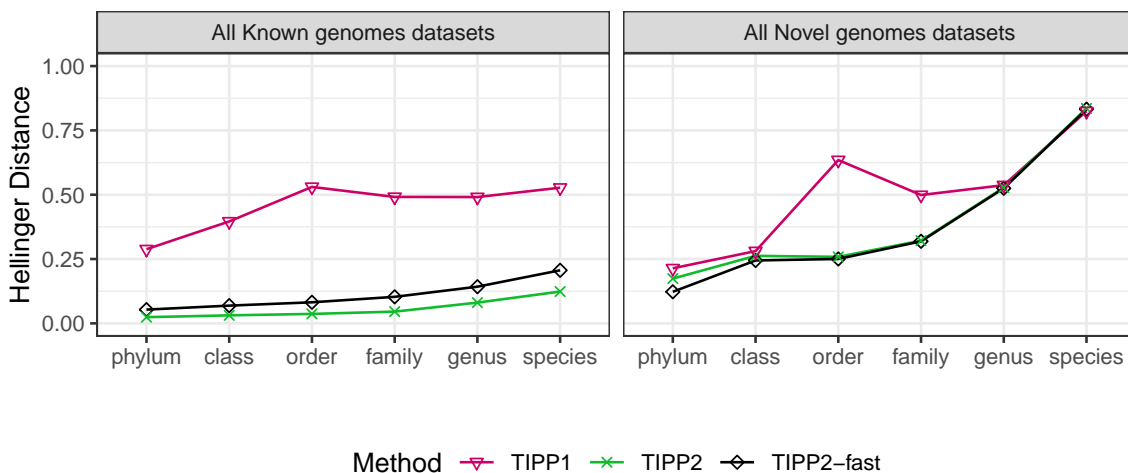 All Known genomes datasets
All Novel genomes datasets
Hellinger Distance
1.00
0.75
0.50
0.25
0.00
phylum class order family genus species
phylum class order family genus species
Method TIPP1 TIPP2 TIPP2−fast